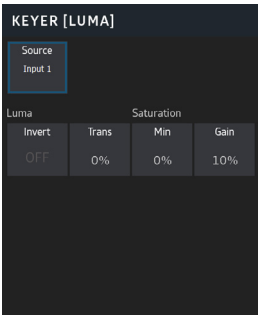 KEYER [LUMA]
Source
Input 1
Luma Saturation
Invert Trans Min Gain
OFF 0% 0% 10%